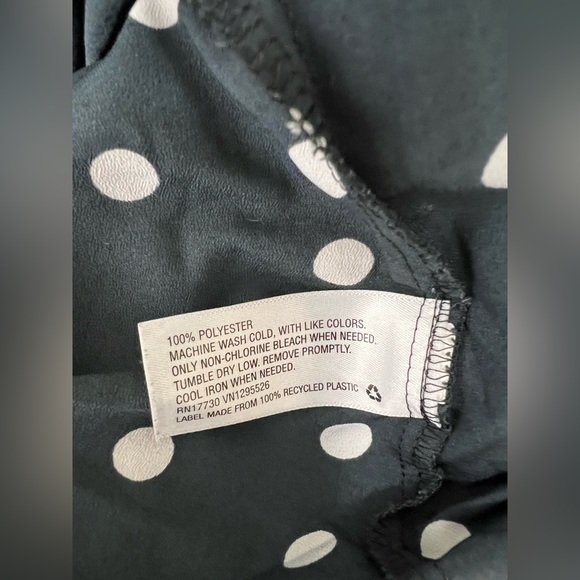 100% POLYESTER
MACHINE WASH COLD, WITH LIKE COLORS.
ONLY NON-CHLORINE BLEACH WHEN NEEDED.
TUMBLE DRY LOW. REMOVE PROMPTLY.
COOL IRON WHEN NEEDED.
RN17730 VN1295526
LABEL MADE FROM 100% RECYCLED PLASTIC